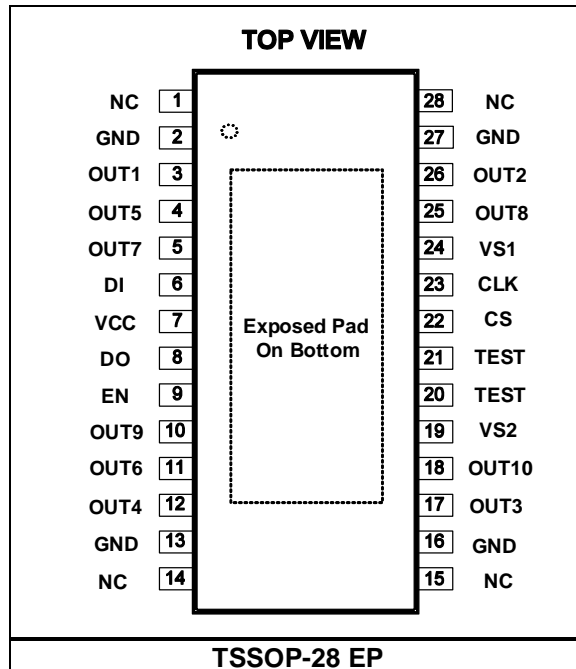 TOP VIEW
NC 1 28 NC
GND 2 27 GND
OUT1 3 26 OUT2
OUT5 4 25 OUT8
OUT7 5 24 VS1
DI 6 23 CLK
VCC 7 22 CS
Exposed Pad
On Bottom
DO 8 21 TEST
EN 9 20 TEST
OUT9 10 19 VS2
OUT6 11 18 OUT10
OUT4 12 17 OUT3
GND 13 16 GND
NC 14 15 NC
TSSOP-28 EP